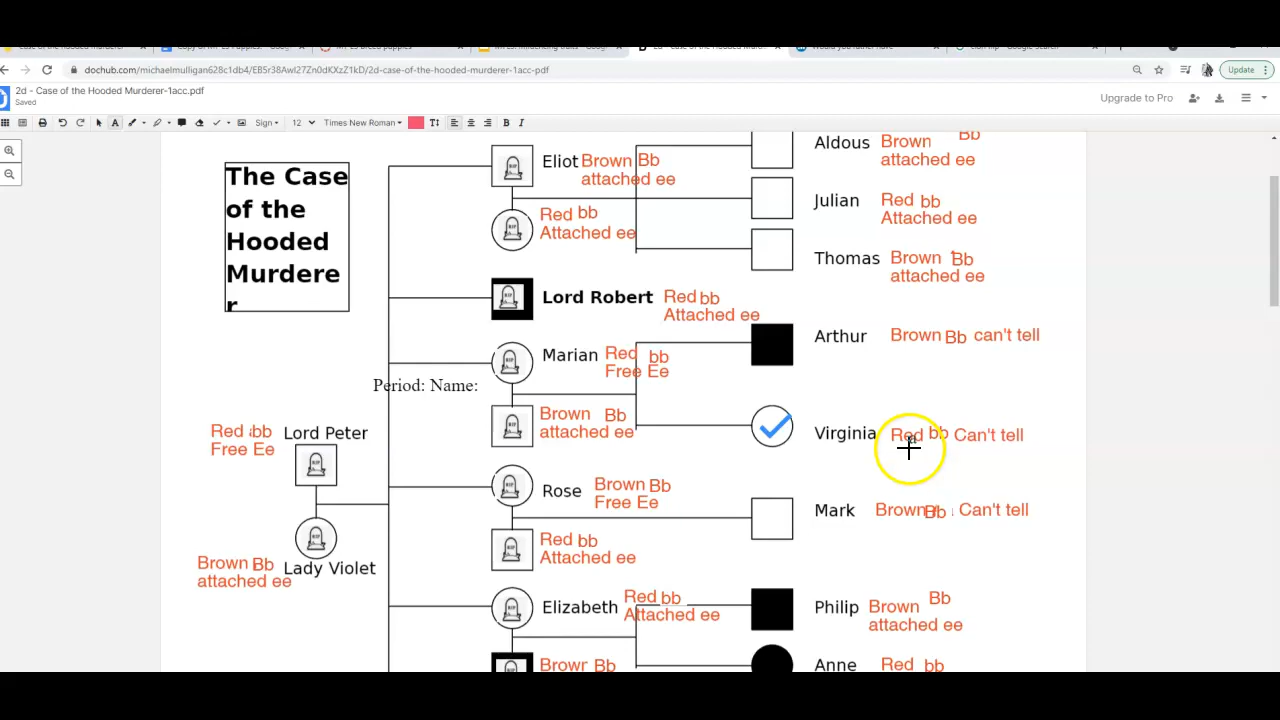 dochub.com/michaelmulligan628c1db4/EB5r38Awl27Zn0dKXzZ1kD/2d-case-of-the-hooded-murderer-1acc.pdf
Update
2d - Case of the Hooded Murderer-1acc.pdf
Saved
Upgrade to Pro
Sign
12
Times New Roman
B
I
The Case
of the
Hooded
Murdere
r
Eliot Brown Bb
attached ee
Red bb
Attached ee
Aldous Brown Bb
attached ee
Julian Red bb
Attached ee
Thomas Brown Bb
attached ee
Lord Robert Red bb
Attached ee
Arthur Brown Bb can't tell
Marian Red bb
Free Ee
Period: Name:
Brown Bb
attached ee
Virginia Red bb Can't tell
Red bb Lord Peter
Free Ee
Rose Brown Bb
Free Ee
Mark Brown Bb Can't tell
Red bb
Attached ee
Brown Bb Lady Violet
attached ee
Elizabeth Red bb
Attached ee
Philip Brown Bb
attached ee
Brown Bb
Anne Red bb